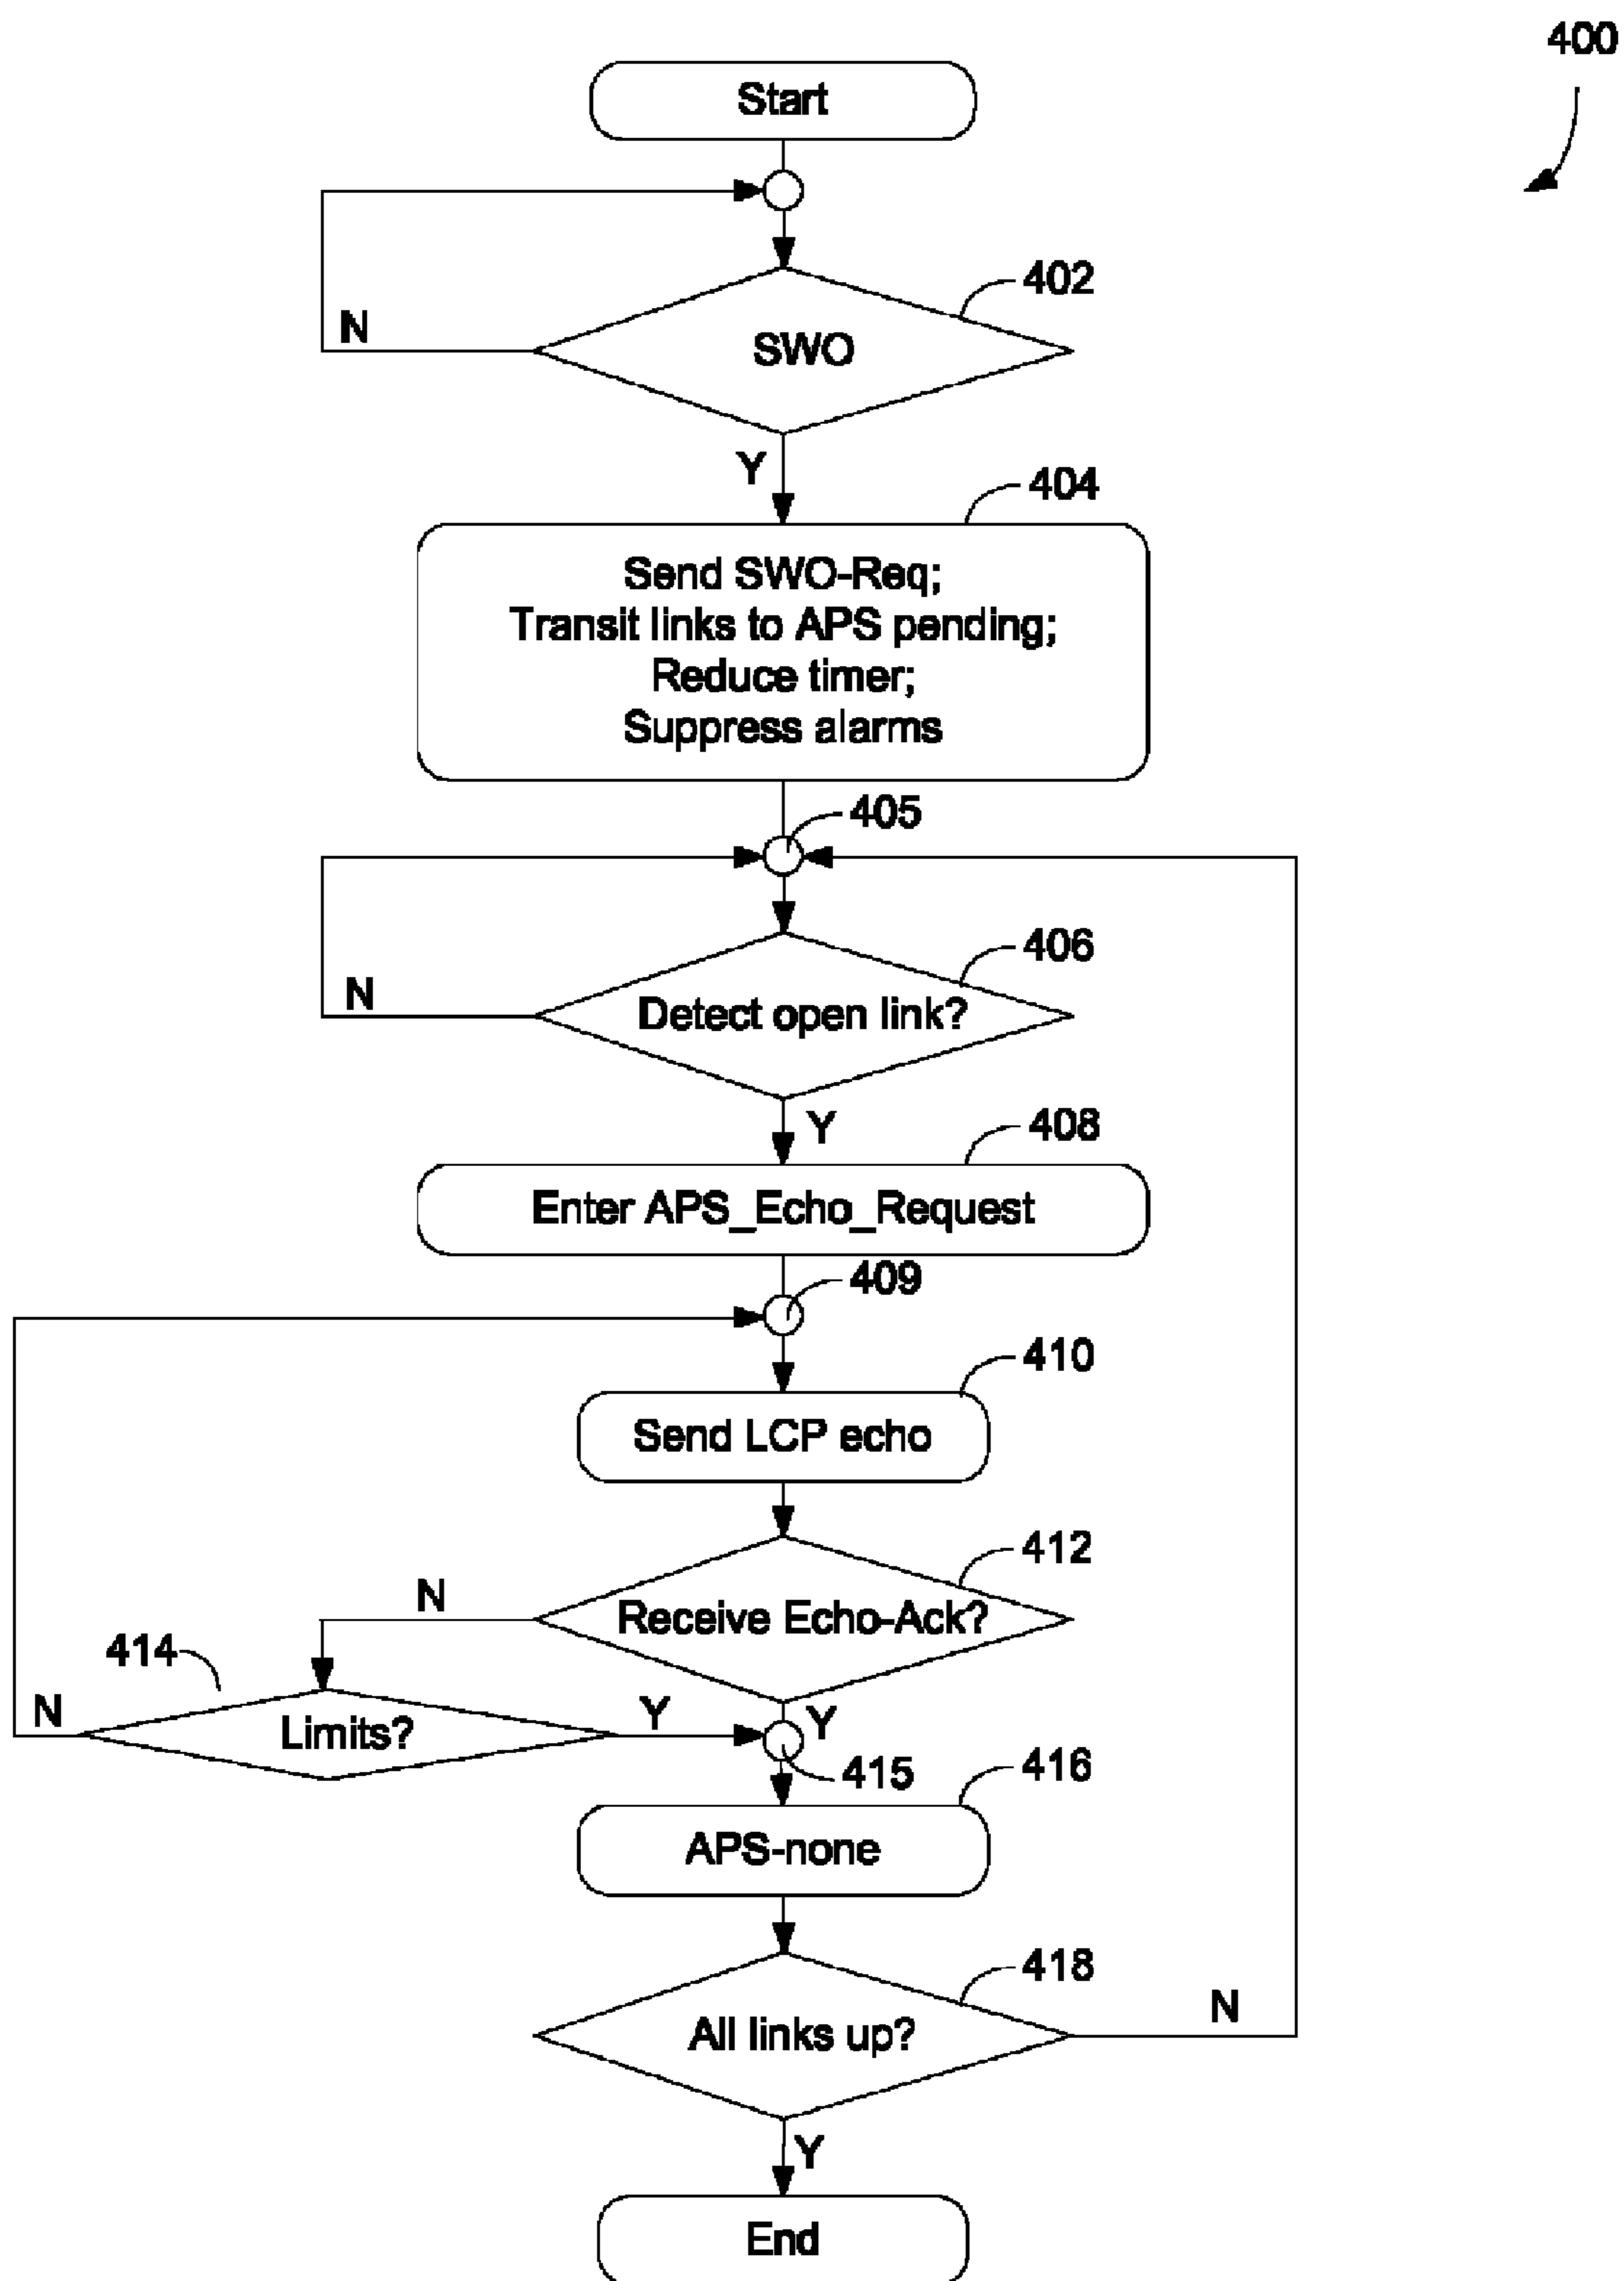 400
Start
402
N
SWO
Y
404
Send SWO-Req;
Transit links to APS pending;
Reduce timer;
Suppress alarms
405
406
N
Detect open link?
Y
408
Enter APS_Echo_Request
409
410
Send LCP echo
412
N
Receive Echo-Ack?
414
N
Limits?
Y
Y
415
416
APS-none
418
All links up?
N
Y
End